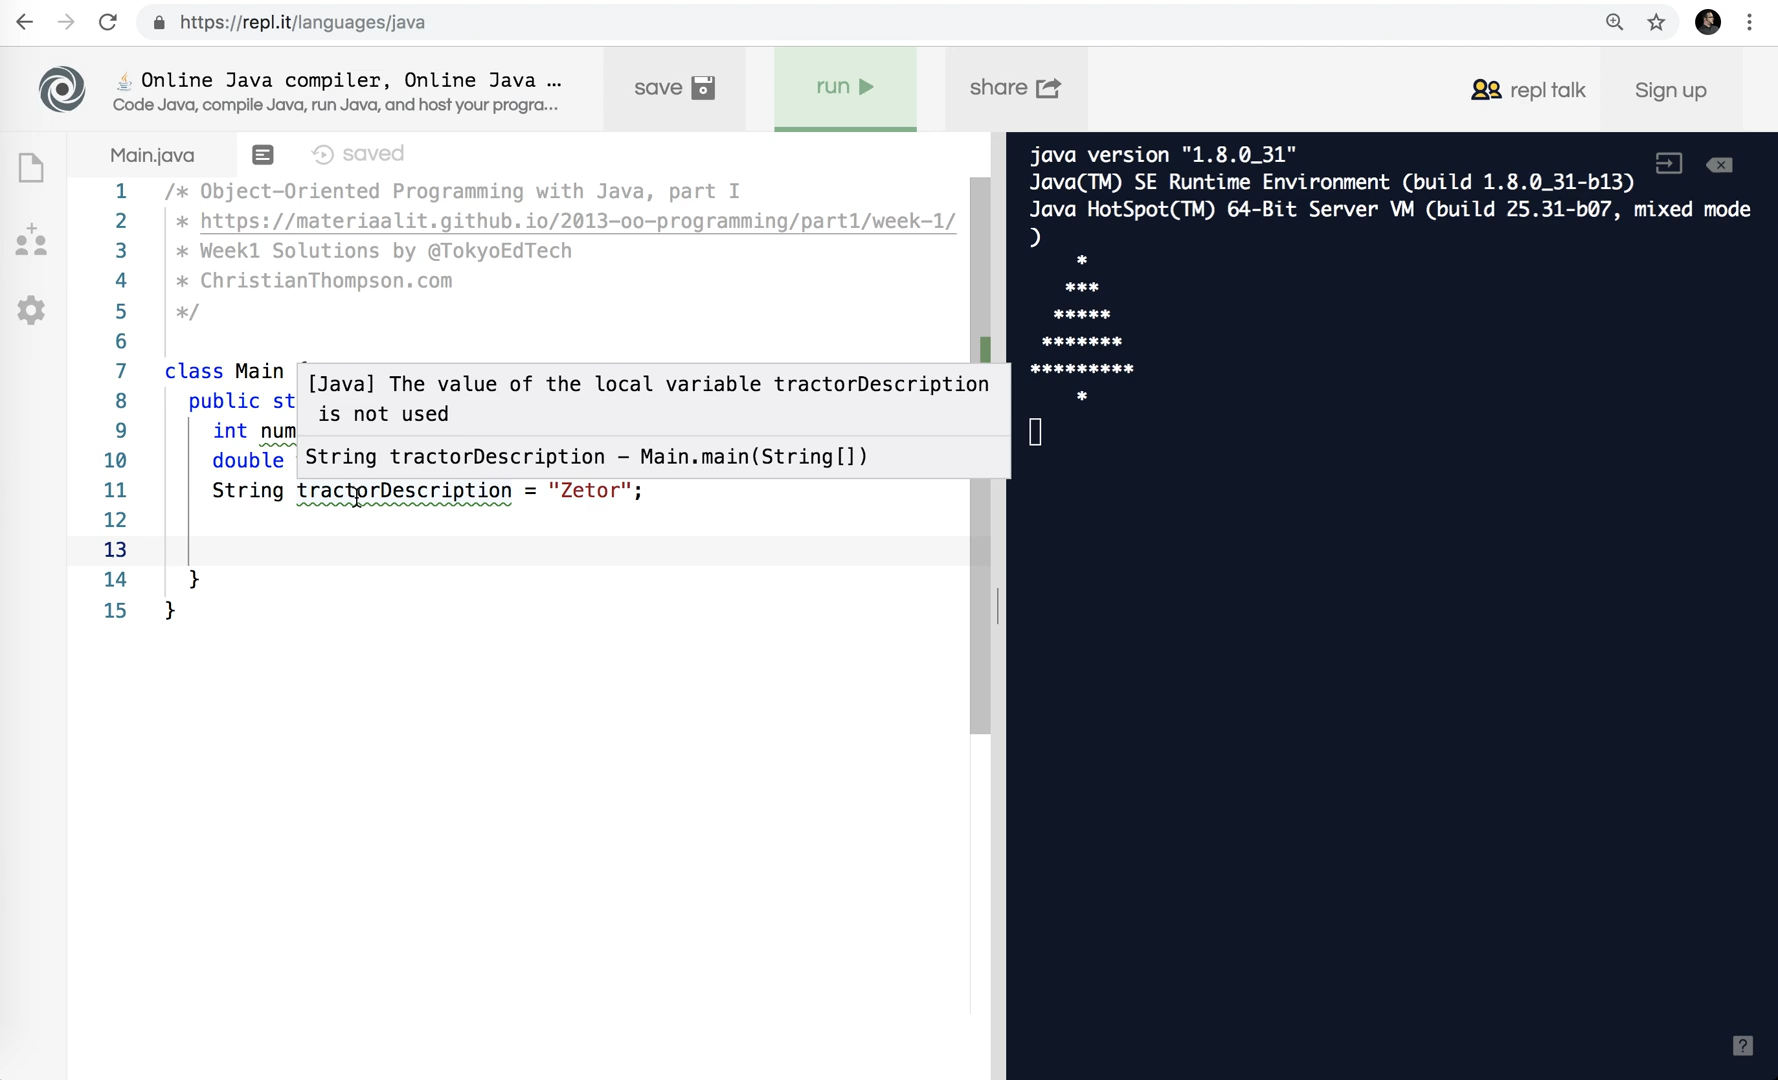 https://repl.it/languages/java
Online Java compiler, Online Java ...
Code Java, compile Java, run Java, and host your progra...
save
run
share
repl talk
Sign up
Main.java
saved
1 /* Object-Oriented Programming with Java, part I
2 * https://materiaalit.github.io/2013-oo-programming/part1/week-1/
3 * Week1 Solutions by @TokyoEdTech
4 * ChristianThompson.com
5 */
6
7 class Main {
8 public st
9 int num
10 double
11 String tractorDescription = "Zetor";
12
13
14 }
15 }
[Java] The value of the local variable tractorDescription
is not used
String tractorDescription – Main.main(String[])
java version "1.8.0_31"
Java(TM) SE Runtime Environment (build 1.8.0_31-b13)
Java HotSpot(TM) 64-Bit Server VM (build 25.31-b07, mixed mode
)
*
***
*****
*******
*********
*
?